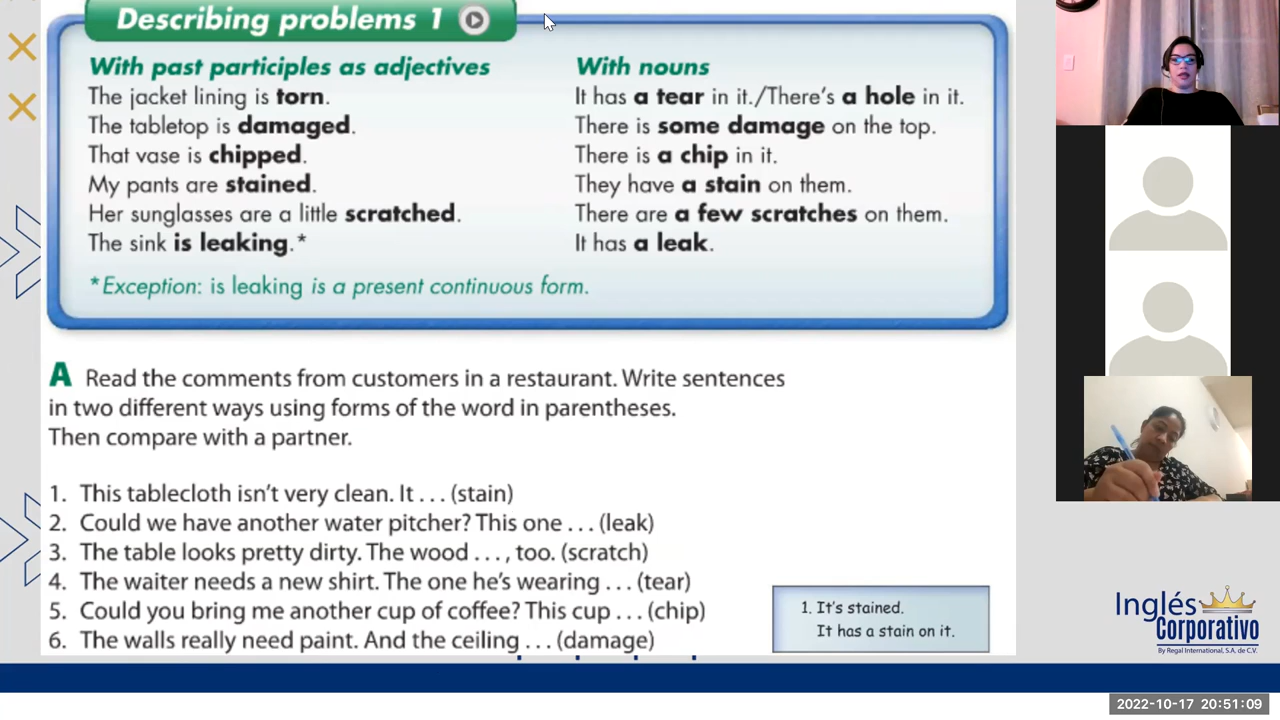 Describing problems 1
With past participles as adjectives
The jacket lining is torn.
The tabletop is damaged.
That vase is chipped.
My pants are stained.
Her sunglasses are a little scratched.
The sink is leaking.*
With nouns
It has a tear in it./There's a hole in it.
There is some damage on the top.
There is a chip in it.
They have a stain on them.
There are a few scratches on them.
It has a leak.
*Exception: is leaking is a present continuous form.
A Read the comments from customers in a restaurant. Write sentences
in two different ways using forms of the word in parentheses.
Then compare with a partner.
1. This tablecloth isn't very clean. It . . . (stain)
2. Could we have another water pitcher? This one . . . (leak)
3. The table looks pretty dirty. The wood . . . , too. (scratch)
4. The waiter needs a new shirt. The one he's wearing . . . (tear)
5. Could you bring me another cup of coffee? This cup . . . (chip)
6. The walls really need paint. And the ceiling . . . (damage)
1. It's stained.
It has a stain on it.
Inglés
Corporativo
By Regal International, S.A. de C.V.
2022-10-17 20:51:09